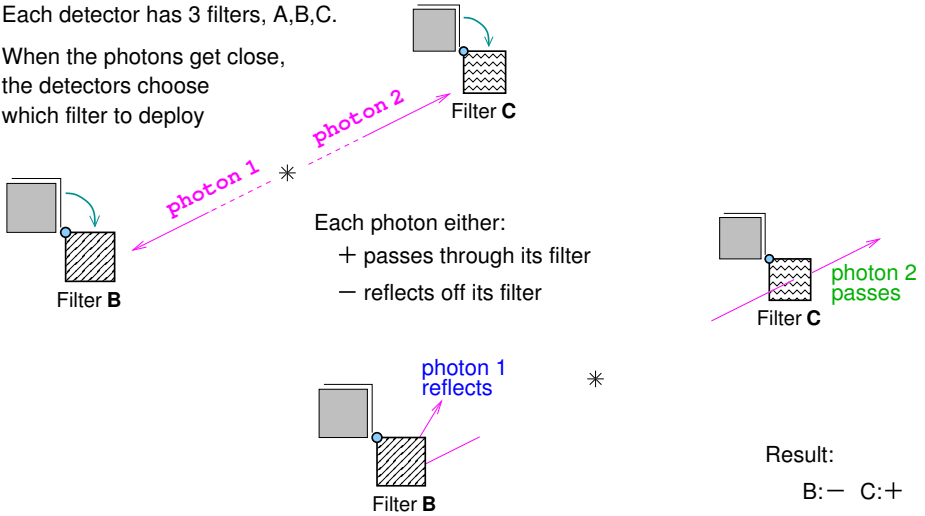 Each detector has 3 filters, A,B,C.
When the photons get close,
the detectors choose
which filter to deploy
Filter C
photon 2
photon 1
Filter B
Each photon either:
+ passes through its filter
− reflects off its filter
photon 2
passes
Filter C
photon 1
reflects
Filter B
Result:
B:− C:+